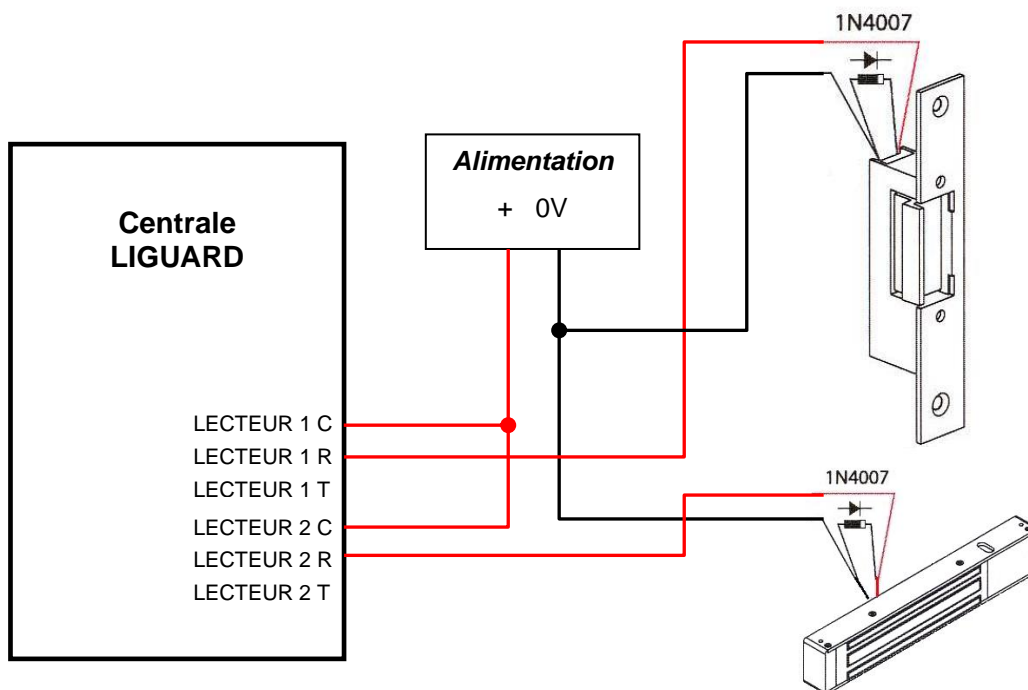 1N4007
Alimentation
+ 0V
Centrale
LIGUARD
LECTEUR 1 C
LECTEUR 1 R
LECTEUR 1 T
LECTEUR 2 C
LECTEUR 2 R
LECTEUR 2 T
1N4007